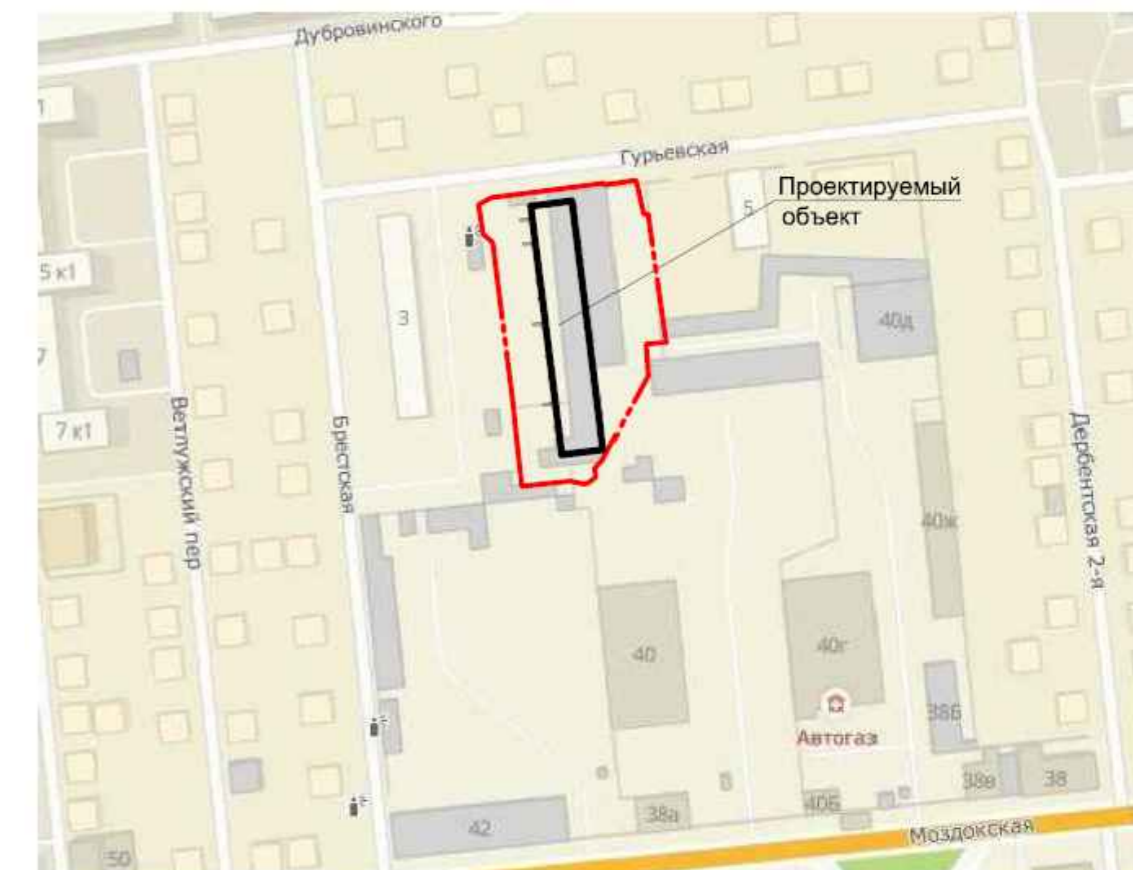 Дубровинского
Гурьевская
Проектируемый
объект
5
3
5 к1
40д
7 к1
Ветлужский пер
Брестская
Дербентская 2-я
40ж
40
40г
38Б
Автогаз
38в
38
40Б
38а
42
Моздокская
50